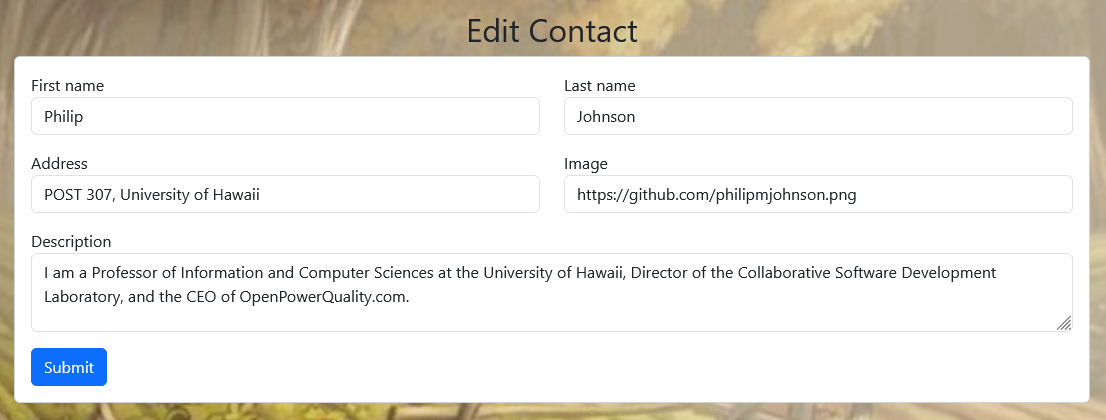 Edit Contact
First name
Last name
Philip
Johnson
Address
Image
POST 307, University of Hawaii
https://github.com/philipmjohnson.png
Description
I am a Professor of Information and Computer Sciences at the University of Hawaii, Director of the Collaborative Software Development
Laboratory, and the CEO of OpenPowerQuality.com.
Submit